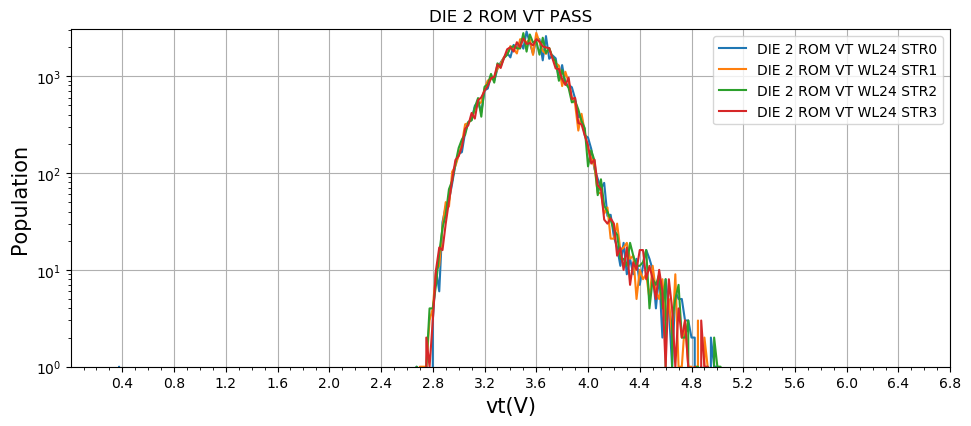 DIE 2 ROM VT PASS
DIE 2 ROM VT WL24 STR0
DIE 2 ROM VT WL24 STR1
DIE 2 ROM VT WL24 STR2
DIE 2 ROM VT WL24 STR3
Population
10³
10²
10¹
10⁰
0.4 0.8 1.2 1.6 2.0 2.4 2.8 3.2 3.6 4.0 4.4 4.8 5.2 5.6 6.0 6.4 6.8
vt(V)